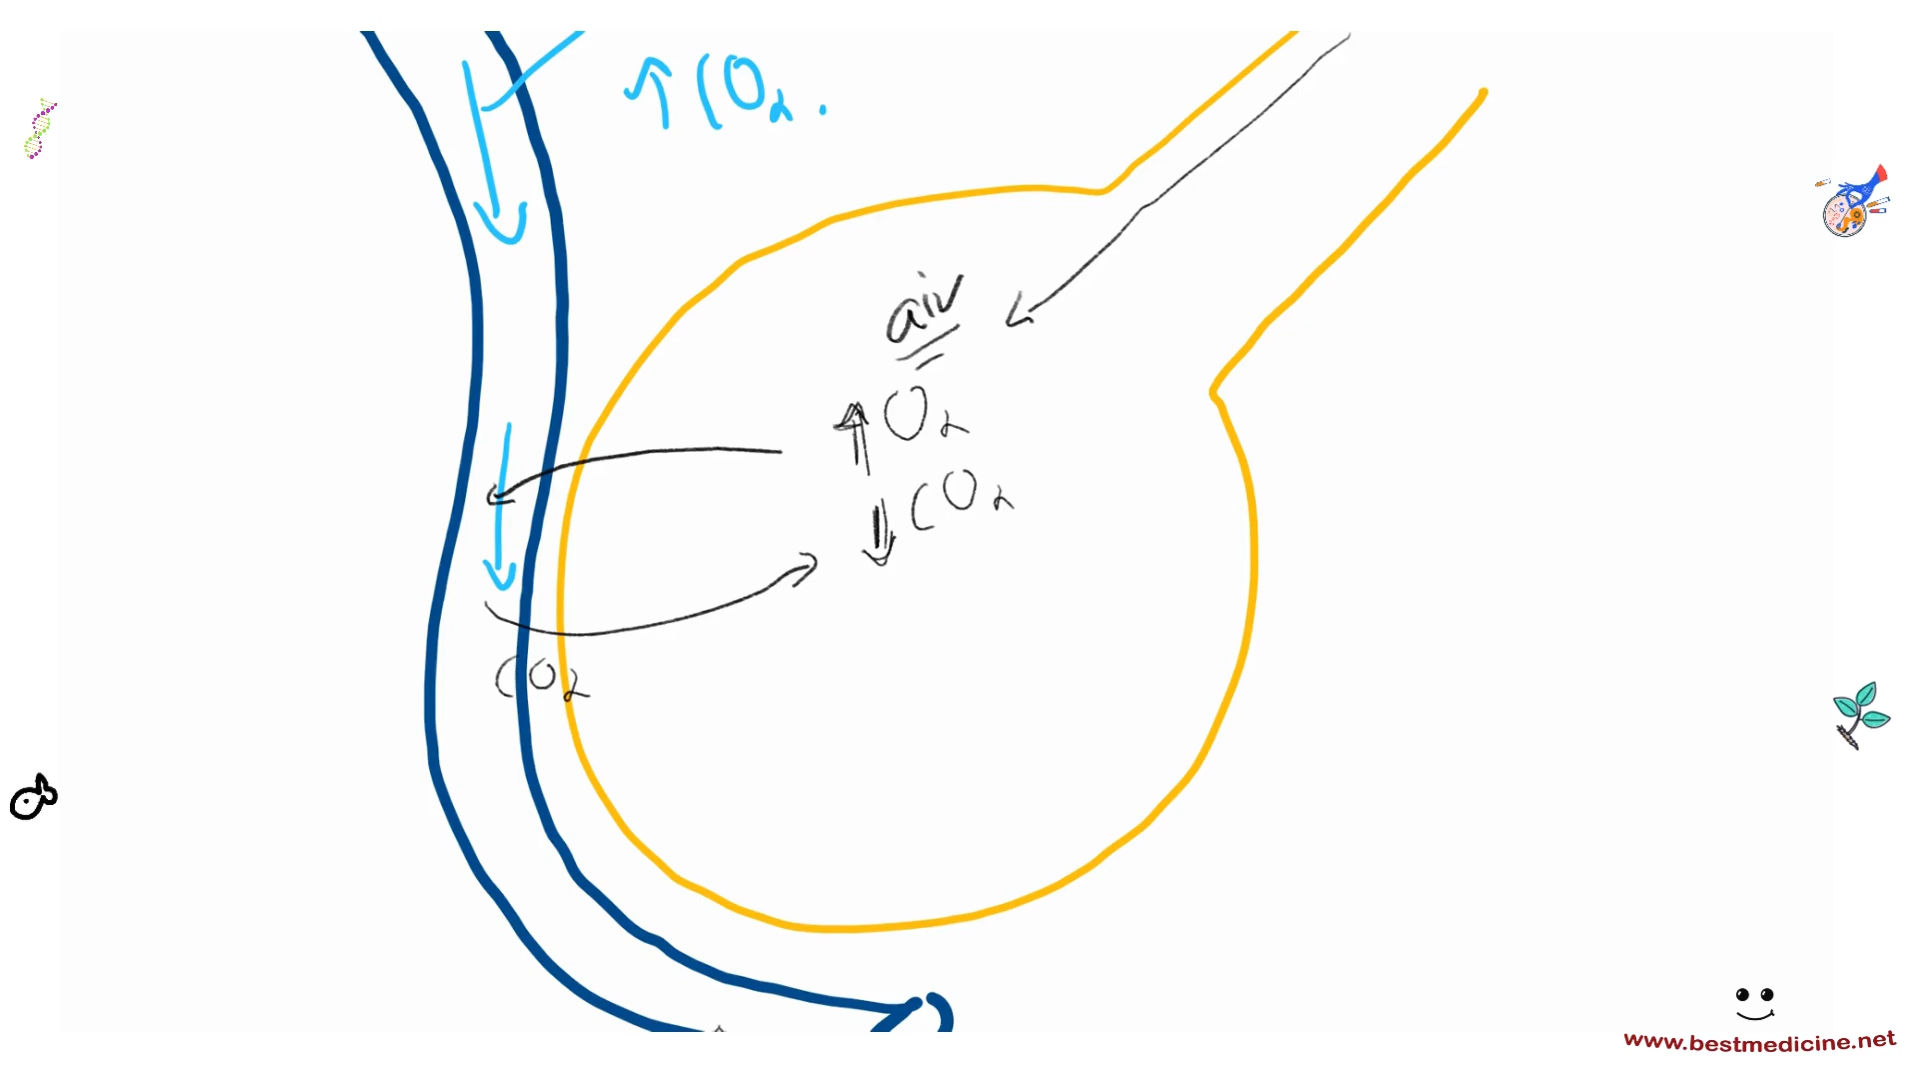 ↑ CO₂.
air
↑ O₂
↓ CO₂
CO₂
www.bestmedicine.net